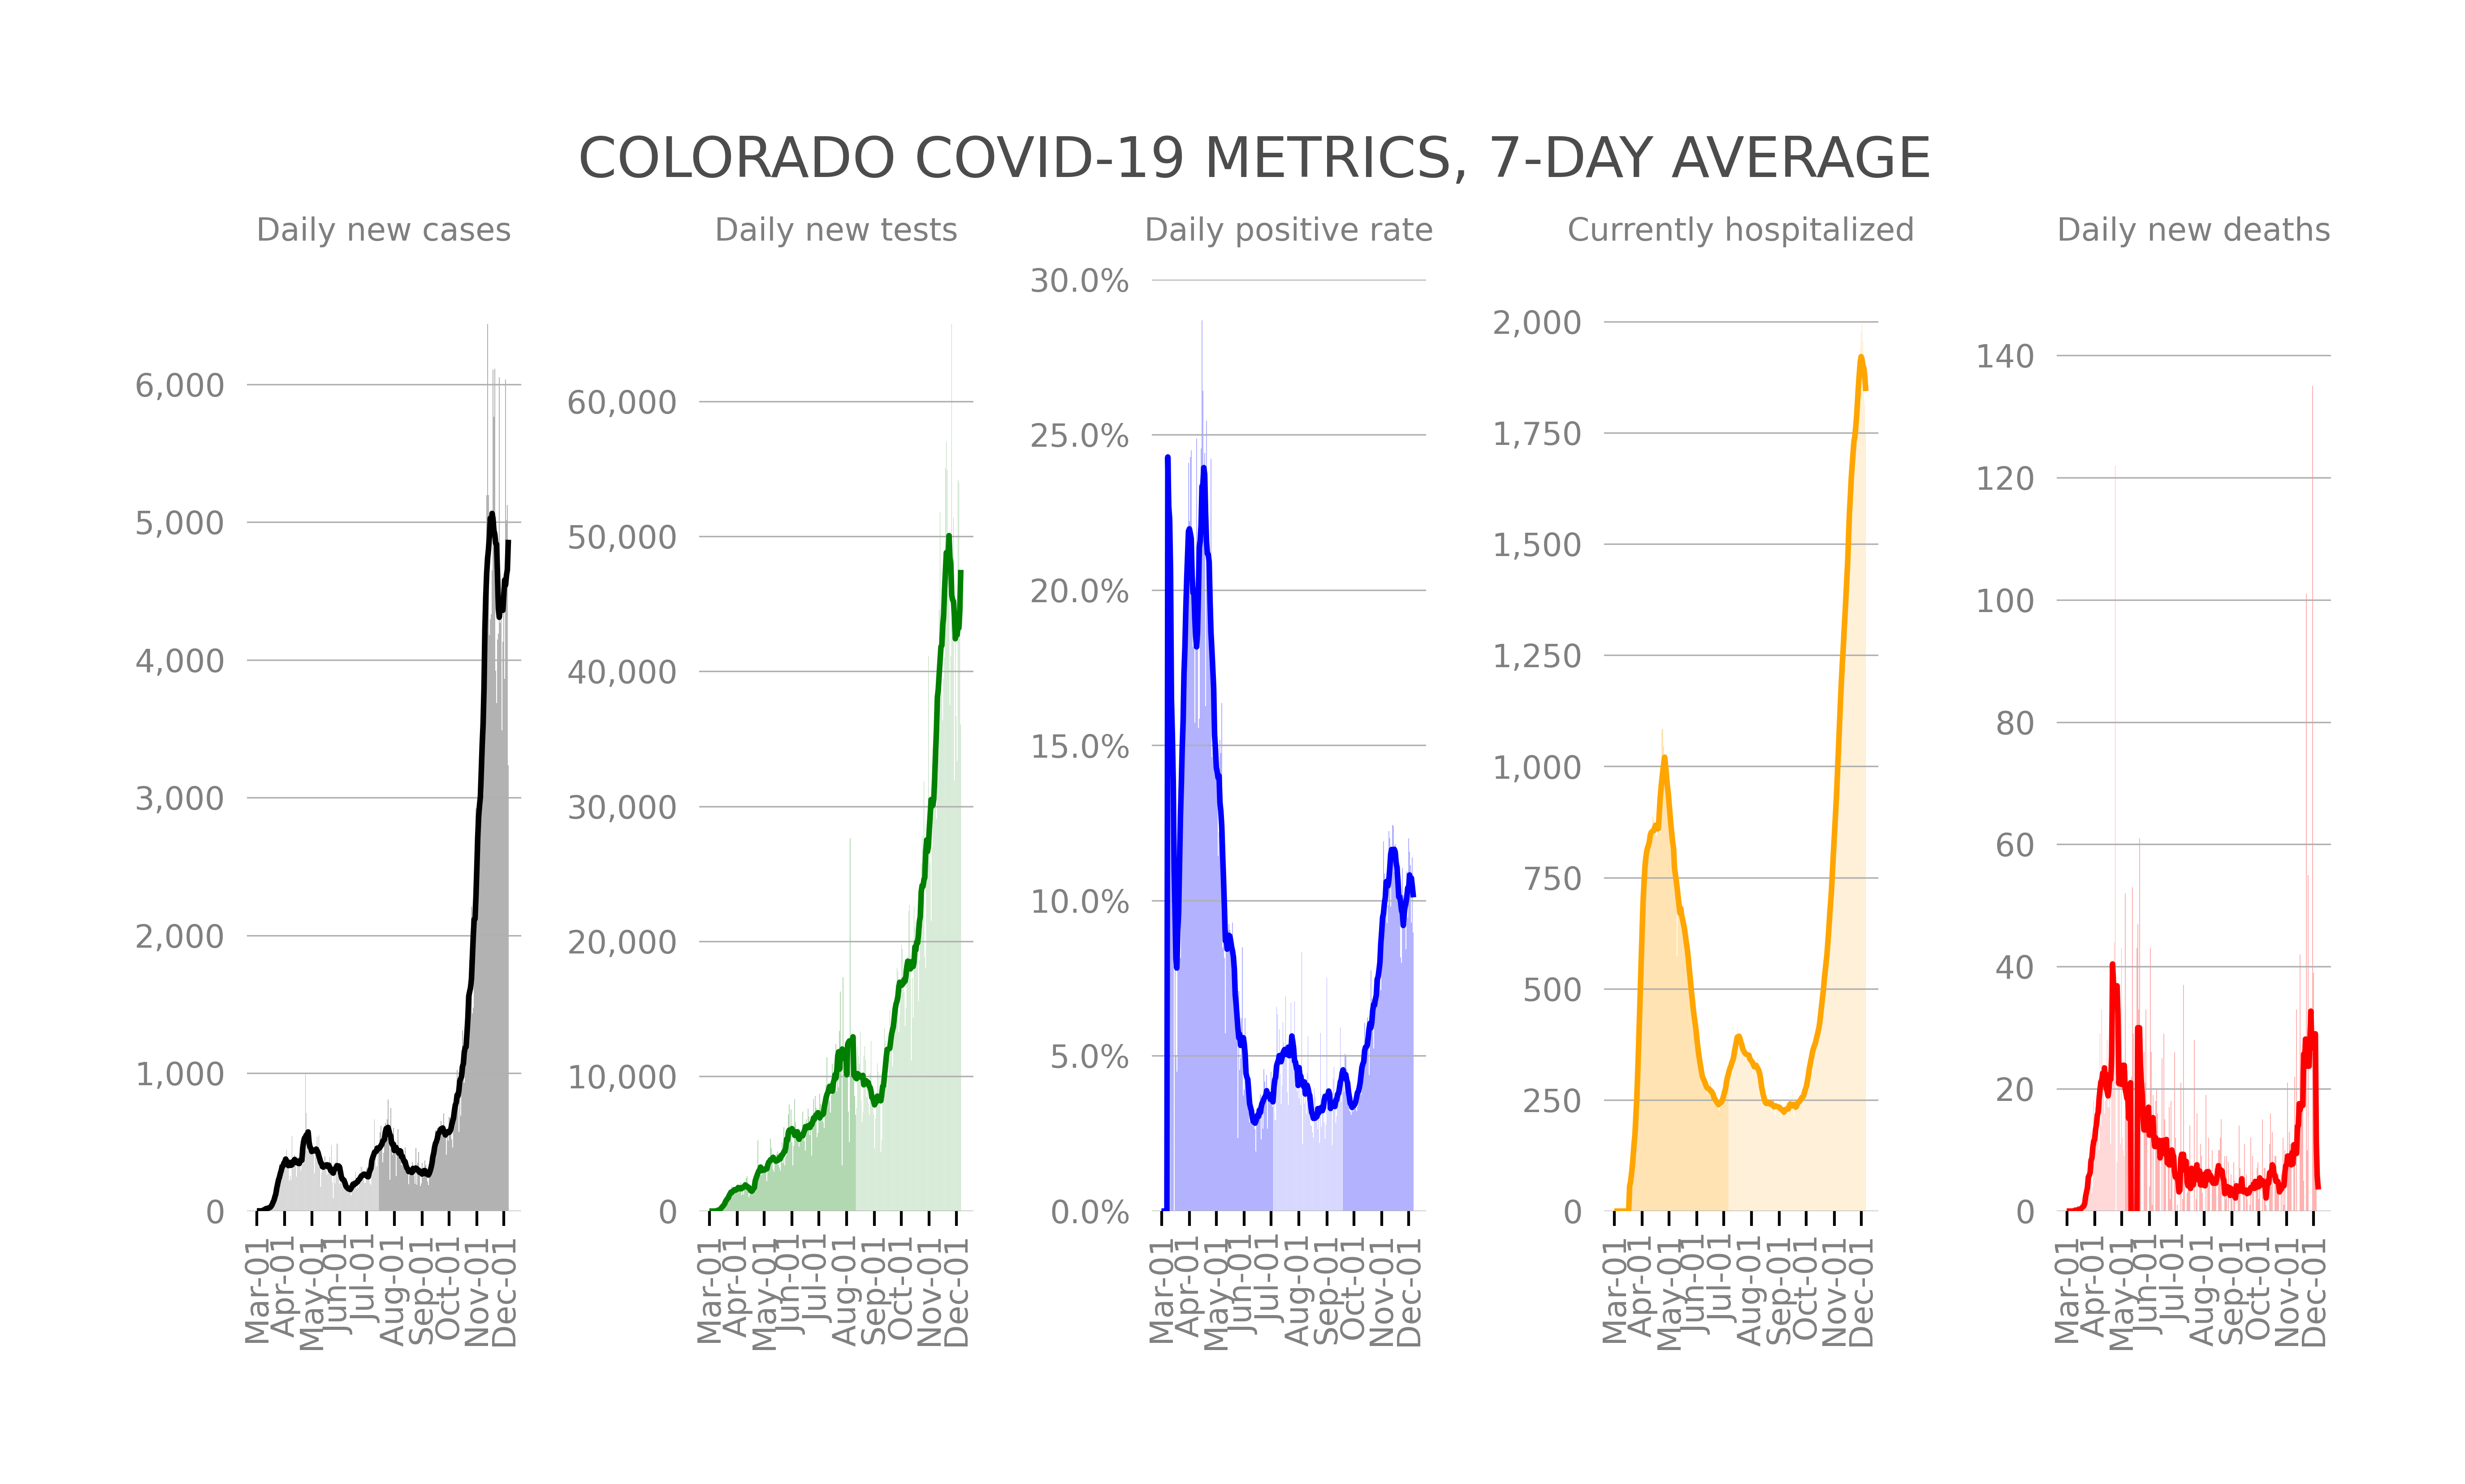 COLORADO COVID-19 METRICS, 7-DAY AVERAGE
Daily new cases
6,000
5,000
4,000
3,000
2,000
1,000
0
Mar-01
Apr-01
May-01
Jun-01
Jul-01
Aug-01
Sep-01
Oct-01
Nov-01
Dec-01
Daily new tests
60,000
50,000
40,000
30,000
20,000
10,000
0
Mar-01
Apr-01
May-01
Jun-01
Jul-01
Aug-01
Sep-01
Oct-01
Nov-01
Dec-01
Daily positive rate
30.0%
25.0%
20.0%
15.0%
10.0%
5.0%
0.0%
Mar-01
Apr-01
May-01
Jun-01
Jul-01
Aug-01
Sep-01
Oct-01
Nov-01
Dec-01
Currently hospitalized
2,000
1,750
1,500
1,250
1,000
750
500
250
0
Mar-01
Apr-01
May-01
Jun-01
Jul-01
Aug-01
Sep-01
Oct-01
Nov-01
Dec-01
Daily new deaths
140
120
100
80
60
40
20
0
Mar-01
Apr-01
May-01
Jun-01
Jul-01
Aug-01
Sep-01
Oct-01
Nov-01
Dec-01